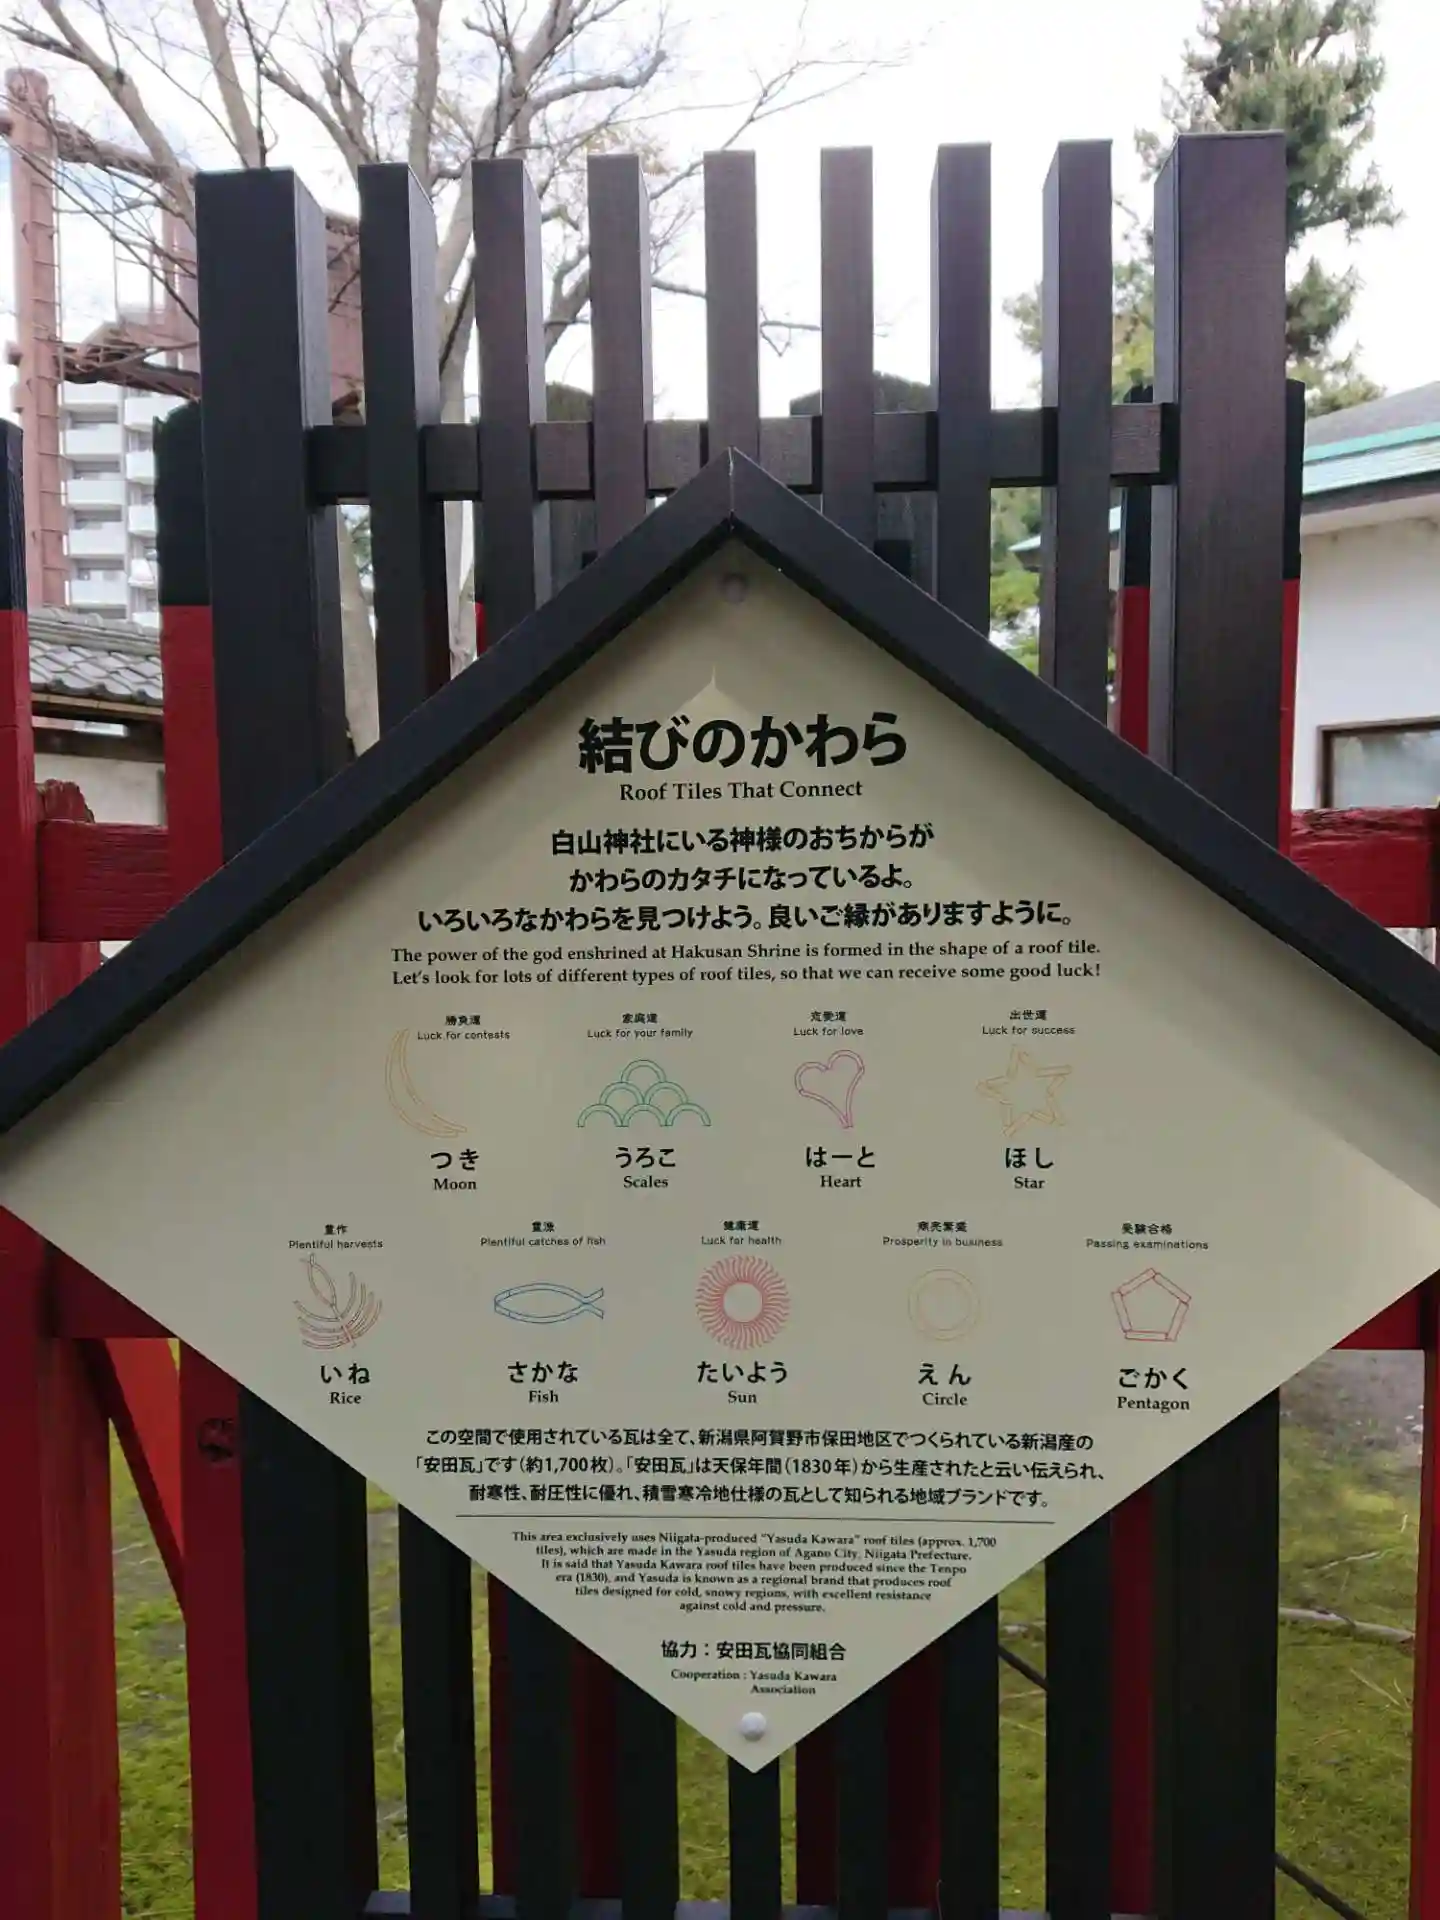 結びのかわら
Roof Tiles That Connect
白山神社にいる神様のおちからが
かわらのカタチになっているよ。
いろいろなかわらを見つけよう。良いご縁がありますように。
The power of the god enshrined at Hakusan Shrine is formed in the shape of a roof tile.
Let's look for lots of different types of roof tiles, so that we can receive some good luck!
勝負運
Luck for contests
つき
Moon
家庭運
Luck for your family
うろこ
Scales
恋愛運
Luck for love
はーと
Heart
出世運
Luck for success
ほし
Star
豊作
Plentiful harvests
いね
Rice
豊漁
Plentiful catches of fish
さかな
Fish
健康運
Luck for health
たいよう
Sun
商売繁盛
Prosperity in business
えん
Circle
受験合格
Passing examinations
ごかく
Pentagon
この空間で使用されている瓦は全て、新潟県阿賀野市保田地区でつくられている新潟産の
「安田瓦」です(約1,700枚)。「安田瓦」は天保年間(1830年)から生産されたと云い伝えられ、
耐寒性、耐圧性に優れ、積雪寒冷地仕様の瓦として知られる地域ブランドです。
This area exclusively uses Niigata-produced "Yasuda Kawara" roof tiles (approx. 1,700
tiles), which are made in the Yasuda region of Agano City, Niigata Prefecture.
It is said that Yasuda Kawara roof tiles have been produced since the Tenpo
era (1830), and Yasuda is known as a regional brand that produces roof
tiles designed for cold, snowy regions, with excellent resistance
against cold and pressure.
協力：安田瓦協同組合
Cooperation : Yasuda Kawara
Association